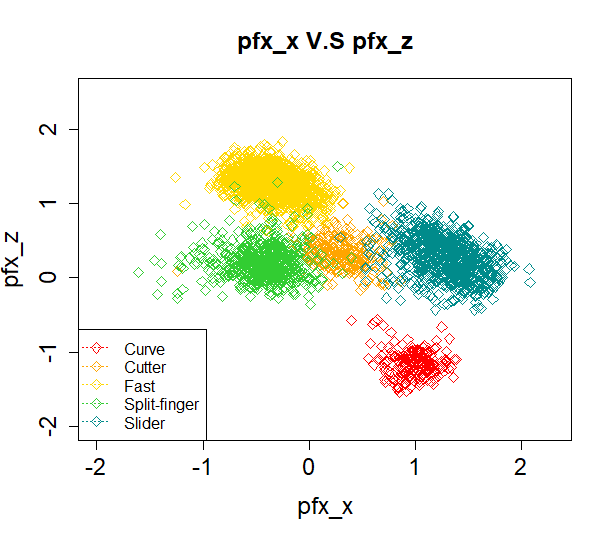 pfx_x V.S pfx_z
pfx_z
2
1
0
-1
-2
Curve
Cutter
Fast
Split-finger
Slider
-2 -1 0 1 2
pfx_x